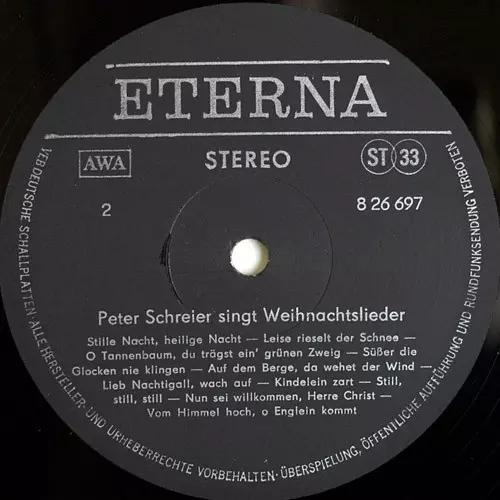 ETERNA
AWA
STEREO
ST 33
2
8 26 697
Peter Schreier singt Weihnachtslieder
Stille Nacht, heilige Nacht — Leise rieselt der Schnee —
O Tannenbaum, du trägst ein' grünen Zweig — Süßer die
Glocken nie klingen — Auf dem Berge, da wehet der Wind —
Lieb Nachtigall, wach auf — Kindelein zart — Still,
still, still — Nun sei willkommen, Herre Christ —
Vom Himmel hoch, o Englein kommt
VEB DEUTSCHE SCHALLPLATTEN · ALLE HERSTELLER- UND URHEBERRECHTE VORBEHALTEN · ÜBERSPIELUNG, ÖFFENTLICHE AUFFÜHRUNG UND RUNDFUNKSENDUNG VERBOTEN